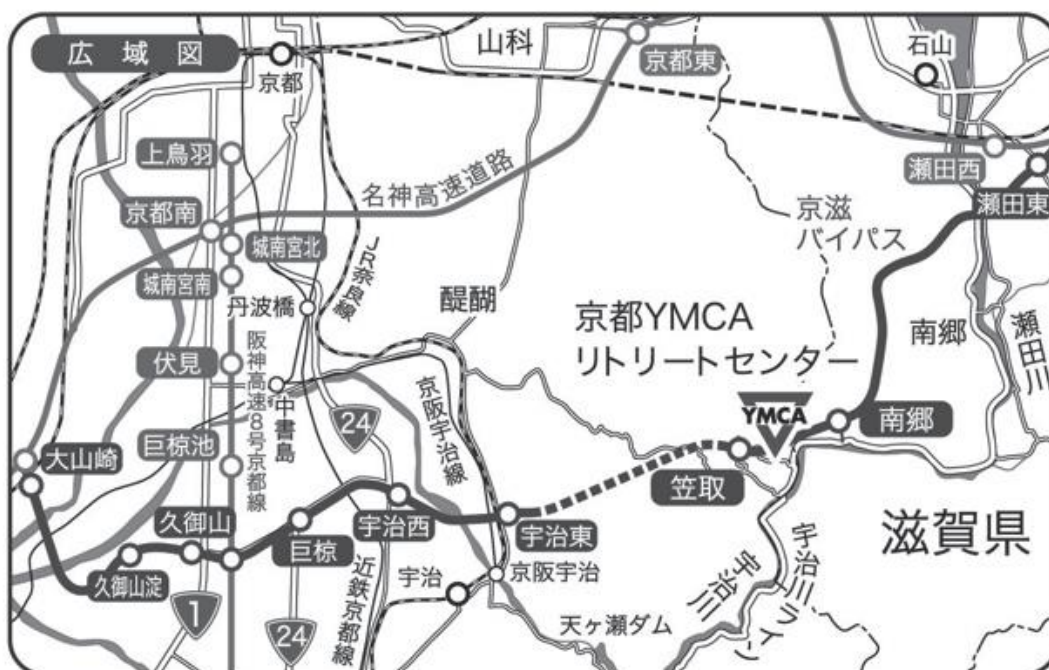 広域図
京都
山科
京都東
石山
上鳥羽
名神高速道路
瀬田西
京都南
瀬田東
城南宮北
京滋
バイパス
城南宮南
JR奈良線
丹波橋
醍醐
京都YMCA
リトリートセンター
南郷
瀬田川
伏見
阪神高速8号京都線
中書島
24
京阪宇治線
YMCA
南郷
巨椋池
大山崎
笠取
久御山
宇治西
巨椋
宇治東
滋賀県
久御山淀
近鉄京都線
宇治
京阪宇治
宇治川
宇治川ライン
1
24
天ヶ瀬ダム